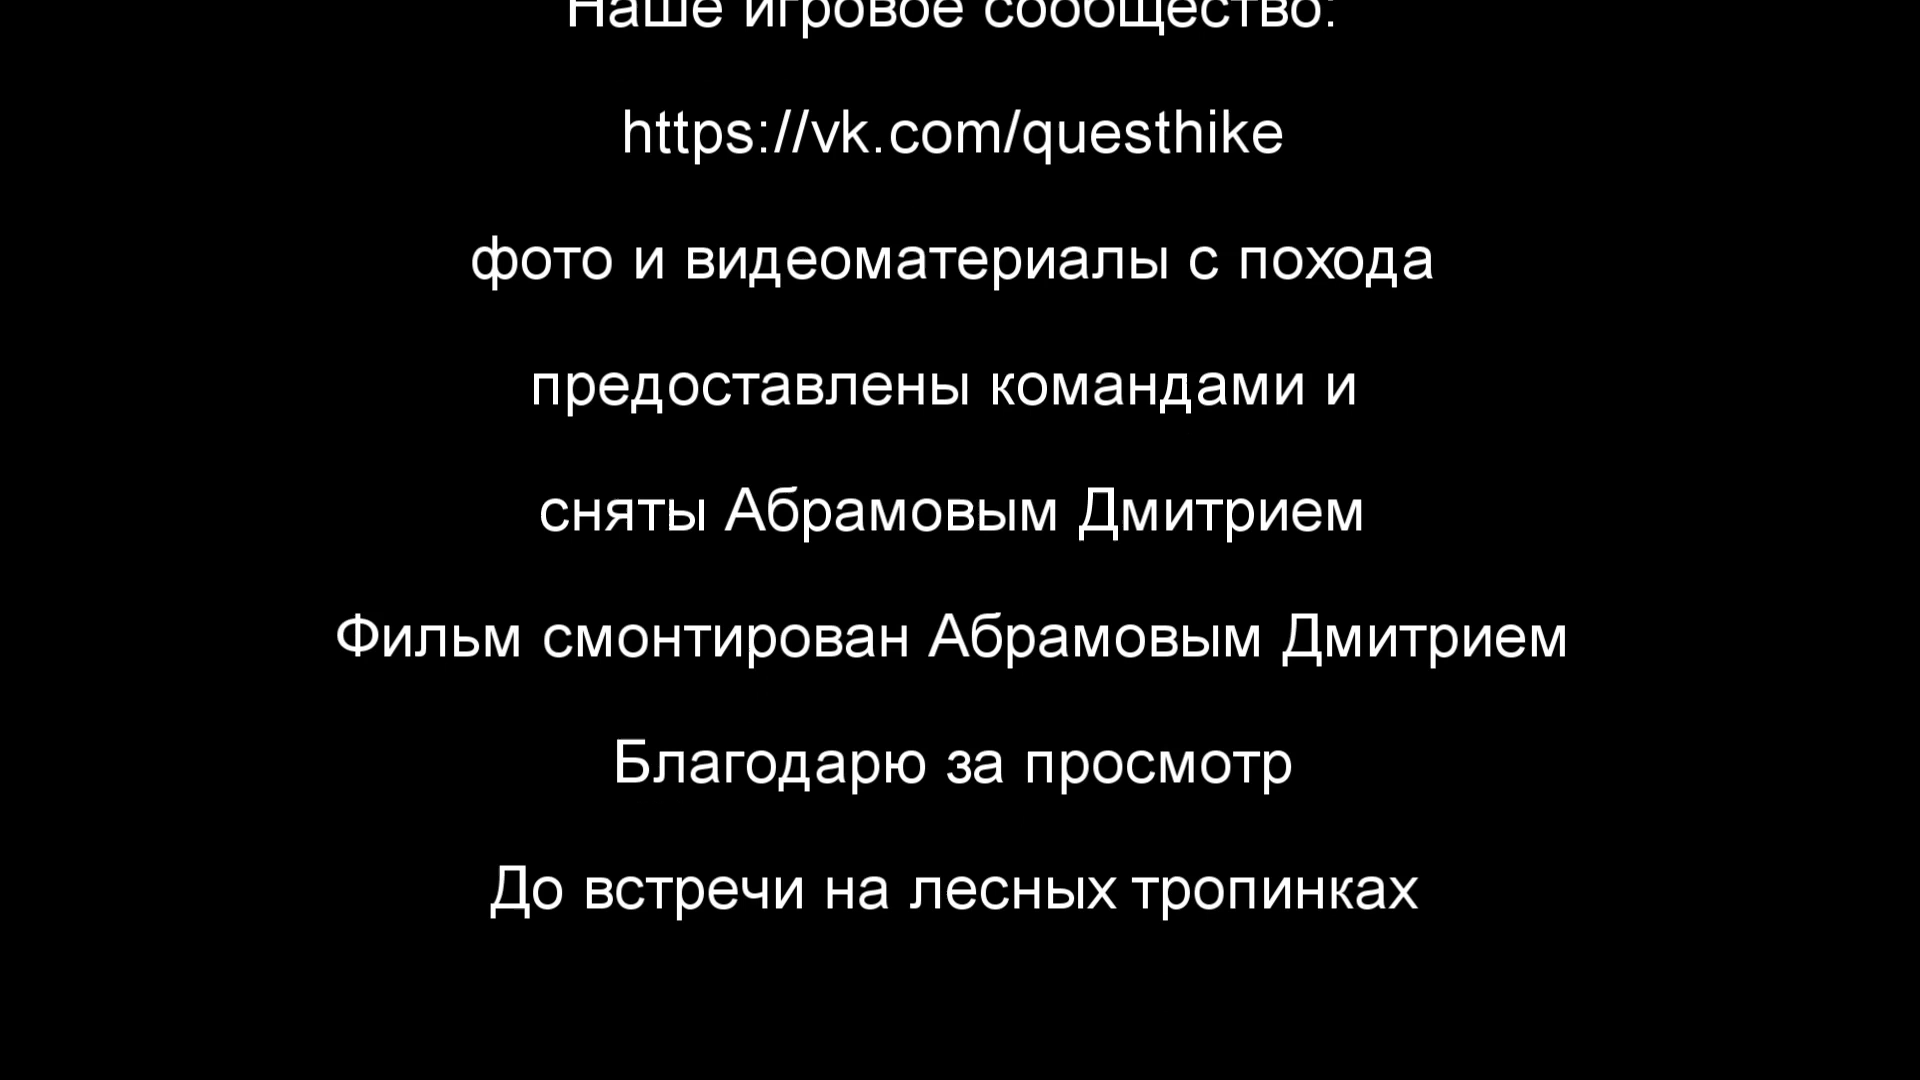 Наше игровое сообщество:
https://vk.com/questhike
фото и видеоматериалы с похода
предоставлены командами и
сняты Абрамовым Дмитрием
Фильм смонтирован Абрамовым Дмитрием
Благодарю за просмотр
До встречи на лесных тропинках